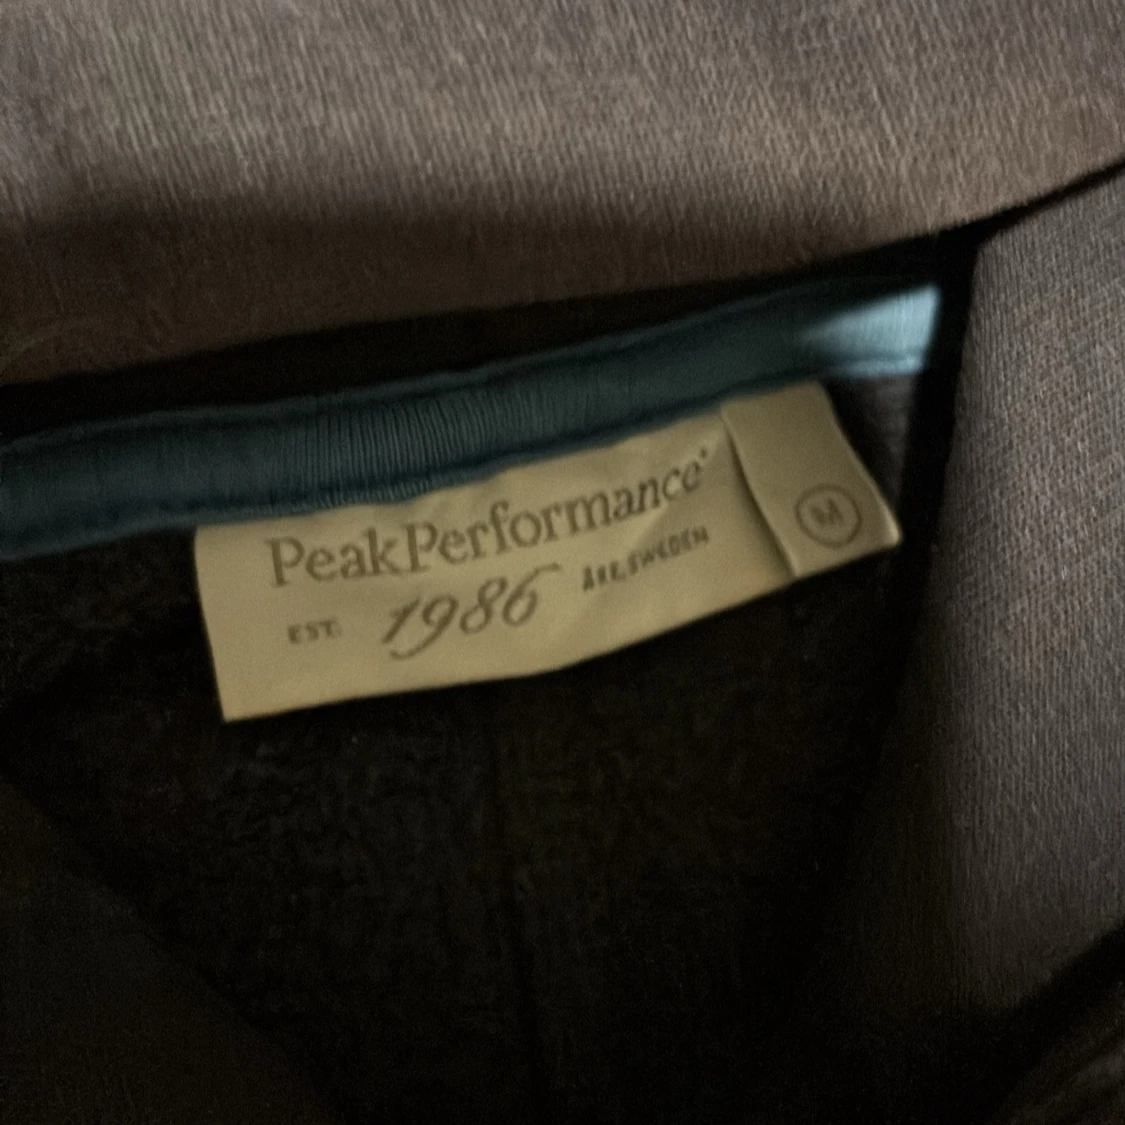 PeakPerformance®
EST. 1986 ÅRE, SWEDEN
M